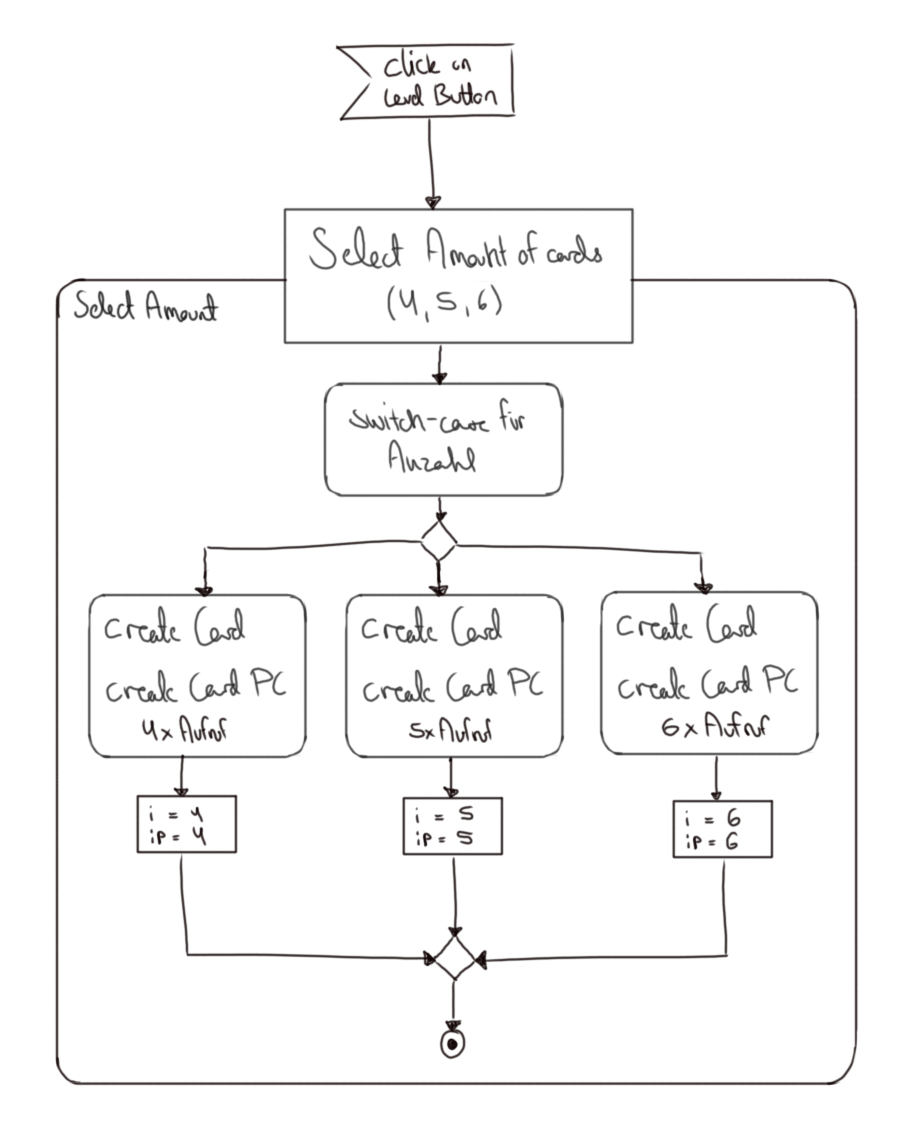 Click on
Level Button
Select Amount of cards
(4, 5, 6)
Select Amount
Switch-case für
Anzahl
Create Card
Create Card PC
4x Aufruf
Create Card
Create Card PC
5x Aufruf
Create Card
Create Card PC
6x Aufruf
i = 4
ip = 4
i = 5
ip = 5
i = 6
ip = 6